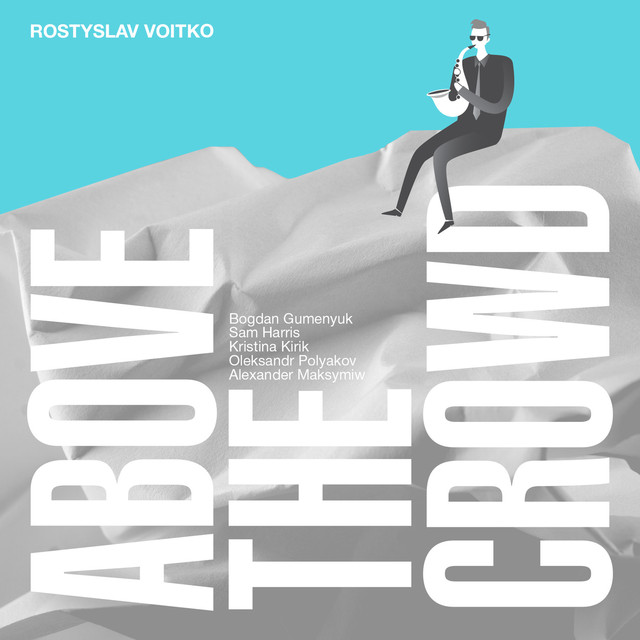 ROSTYSLAV VOITKO
ABOVE
THE
CROWD
Bogdan Gumenyuk
Sam Harris
Kristina Kirik
Oleksandr Polyakov
Alexander Maksymiw